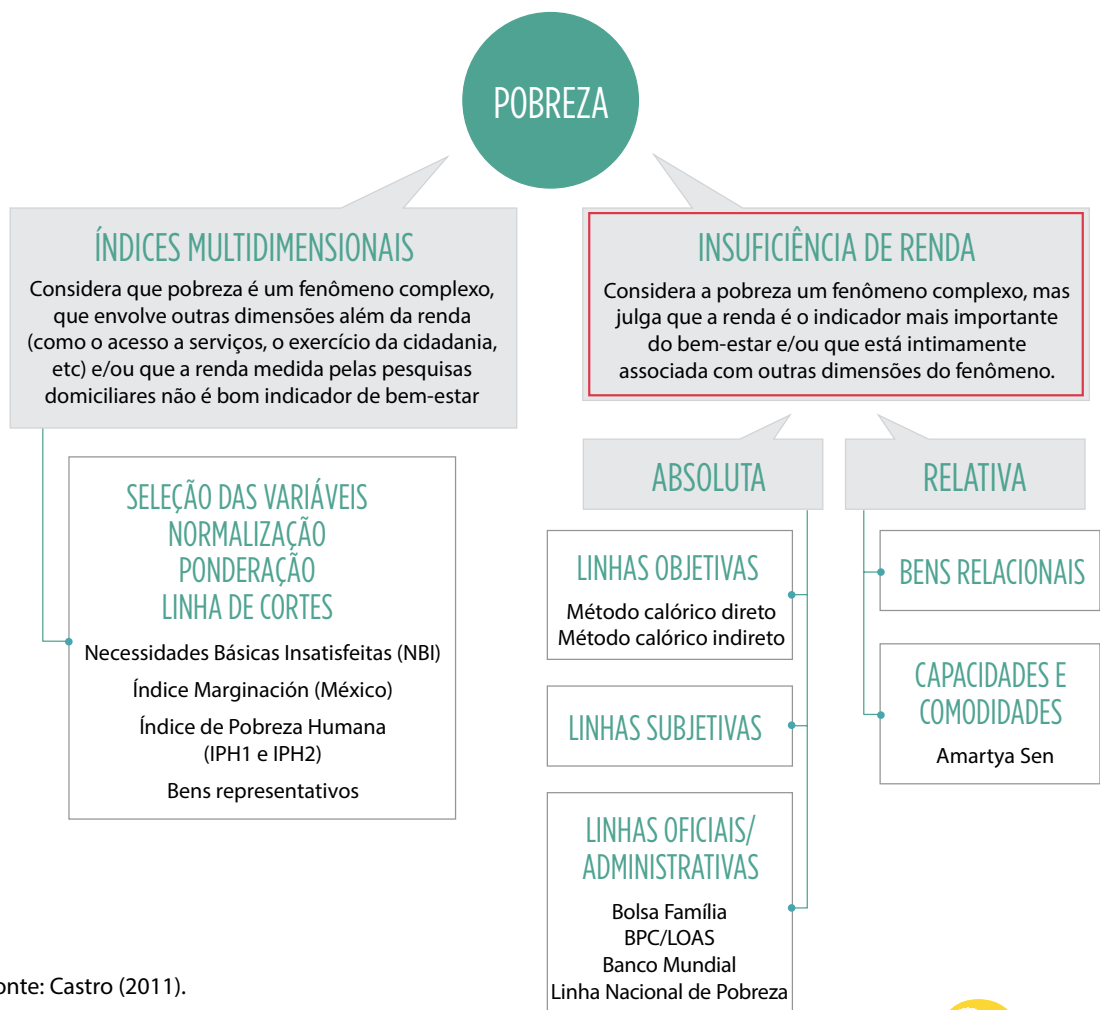 POBREZA
ÍNDICES MULTIDIMENSIONAIS
Considera que pobreza é um fenômeno complexo,
que envolve outras dimensões além da renda
(como o acesso a serviços, o exercício da cidadania,
etc) e/ou que a renda medida pelas pesquisas
domiciliares não é bom indicador de bem-estar
SELEÇÃO DAS VARIÁVEIS
NORMALIZAÇÃO
PONDERAÇÃO
LINHA DE CORTES
Necessidades Básicas Insatisfeitas (NBI)
Índice Marginación (México)
Índice de Pobreza Humana
(IPH1 e IPH2)
Bens representativos
INSUFICIÊNCIA DE RENDA
Considera a pobreza um fenômeno complexo, mas
julga que a renda é o indicador mais importante
do bem-estar e/ou que está intimamente
associada com outras dimensões do fenômeno.
ABSOLUTA
LINHAS OBJETIVAS
Método calórico direto
Método calórico indireto
LINHAS SUBJETIVAS
LINHAS OFICIAIS/
ADMINISTRATIVAS
Bolsa Família
BPC/LOAS
Banco Mundial
Linha Nacional de Pobreza
RELATIVA
BENS RELACIONAIS
CAPACIDADES E
COMODIDADES
Amartya Sen
onte: Castro (2011).